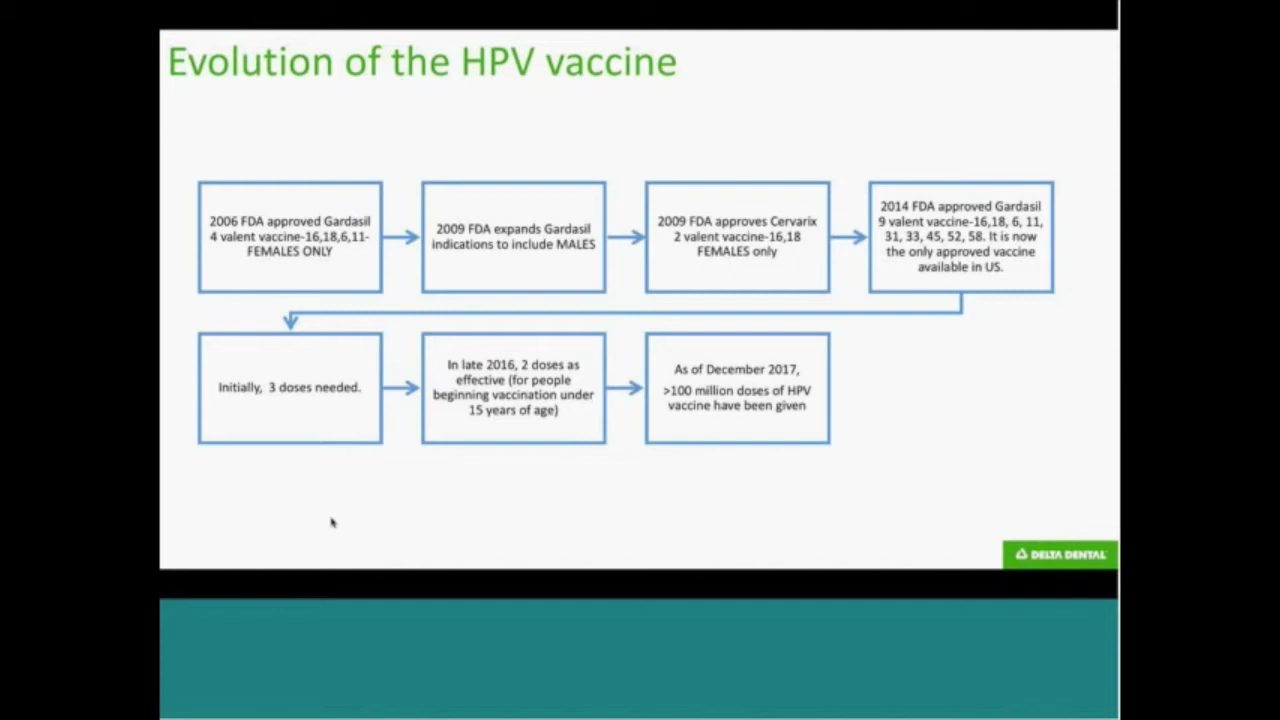 Evolution of the HPV vaccine
2006 FDA approved Gardasil
4 valent vaccine-16,18,6,11-
FEMALES ONLY
2009 FDA expands Gardasil
indications to include MALES
2009 FDA approves Cervarix
2 valent vaccine-16,18
FEMALES only
2014 FDA approved Gardasil
9 valent vaccine-16,18, 6, 11,
31, 33, 45, 52, 58. It is now
the only approved vaccine
available in US.
Initially, 3 doses needed.
In late 2016, 2 doses as
effective (for people
beginning vaccination under
15 years of age)
As of December 2017,
>100 million doses of HPV
vaccine have been given
DELTA DENTAL